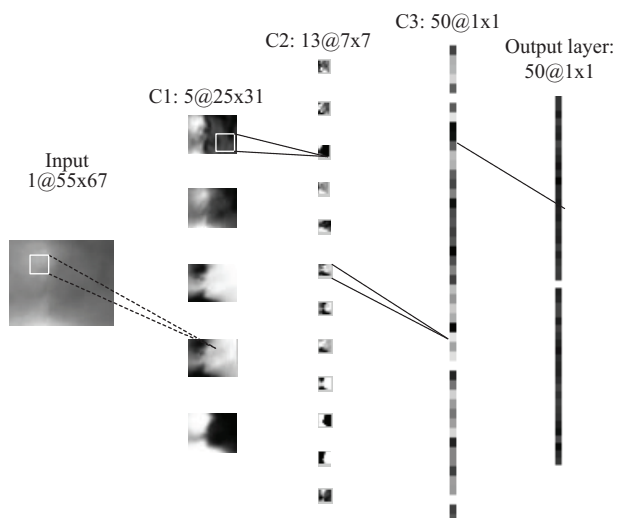 Input
1@55x67
C1: 5@25x31
C2: 13@7x7
C3: 50@1x1
Output layer:
50@1x1